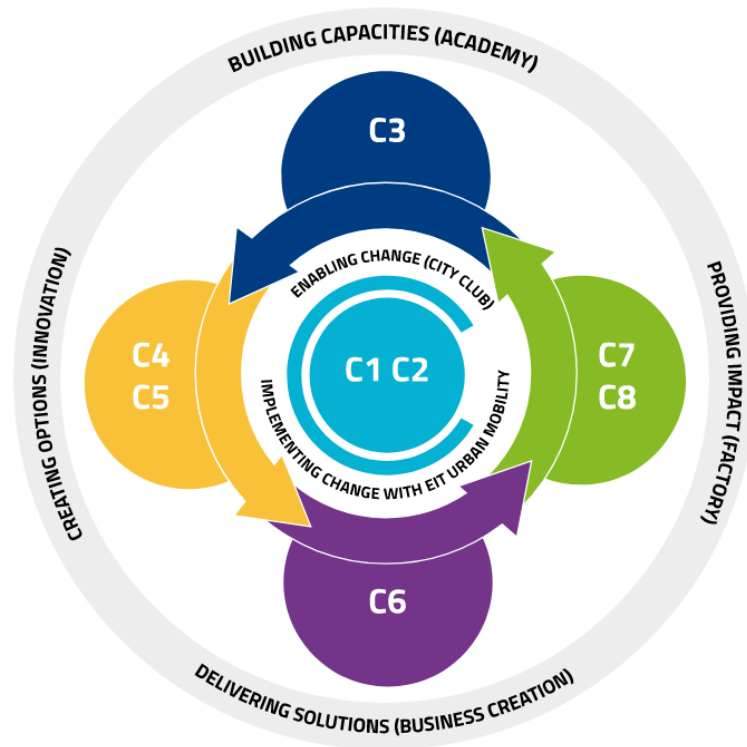 BUILDING CAPACITIES (ACADEMY)
C3
ENABLING CHANGE (CITY CLUB)
CREATING OPTIONS (INNOVATION)
C4
C5
C1 C2
C7
C8
PROVIDING IMPACT (FACTORY)
IMPLEMENTING CHANGE WITH EIT URBAN MOBILITY
C6
DELIVERING SOLUTIONS (BUSINESS CREATION)